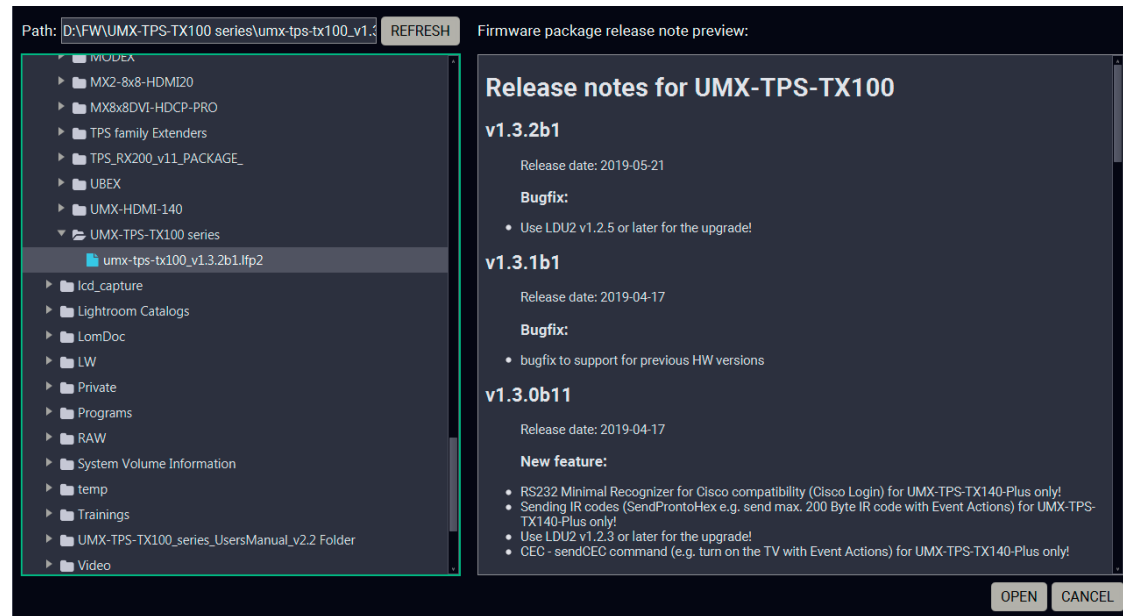 Path: D:\FW\UMX-TPS-TX100 series\umx-tps-tx100_v1.3 REFRESH
MODEX
MX2-8x8-HDMI20
MX8x8DVI-HDCP-PRO
TPS family Extenders
TPS_RX200_v11_PACKAGE_
UBEX
UMX-HDMI-140
UMX-TPS-TX100 series
umx-tps-tx100_v1.3.2b1.lfp2
lcd_capture
Lightroom Catalogs
LomDoc
LW
Private
Programs
RAW
System Volume Information
temp
Trainings
UMX-TPS-TX100_series_UsersManual_v2.2 Folder
Video
Firmware package release note preview:
Release notes for UMX-TPS-TX100
v1.3.2b1
Release date: 2019-05-21
Bugfix:
• Use LDU2 v1.2.5 or later for the upgrade!
v1.3.1b1
Release date: 2019-04-17
Bugfix:
• bugfix to support for previous HW versions
v1.3.0b11
Release date: 2019-04-17
New feature:
• RS232 Minimal Recognizer for Cisco compatibility (Cisco Login) for UMX-TPS-TX140-Plus only!
• Sending IR codes (SendProntoHex e.g. send max. 200 Byte IR code with Event Actions) for UMX-TPS-
TX140-Plus only!
• Use LDU2 v1.2.3 or later for the upgrade!
• CEC - sendCEC command (e.g. turn on the TV with Event Actions) for UMX-TPS-TX140-Plus only!
OPEN CANCEL